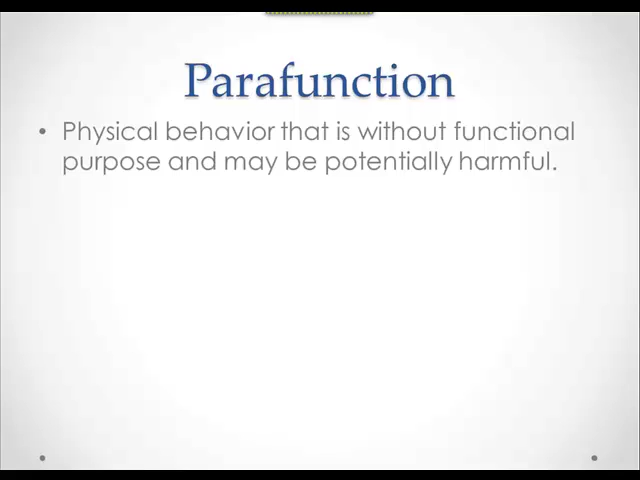 Parafunction
• Physical behavior that is without functional
purpose and may be potentially harmful.